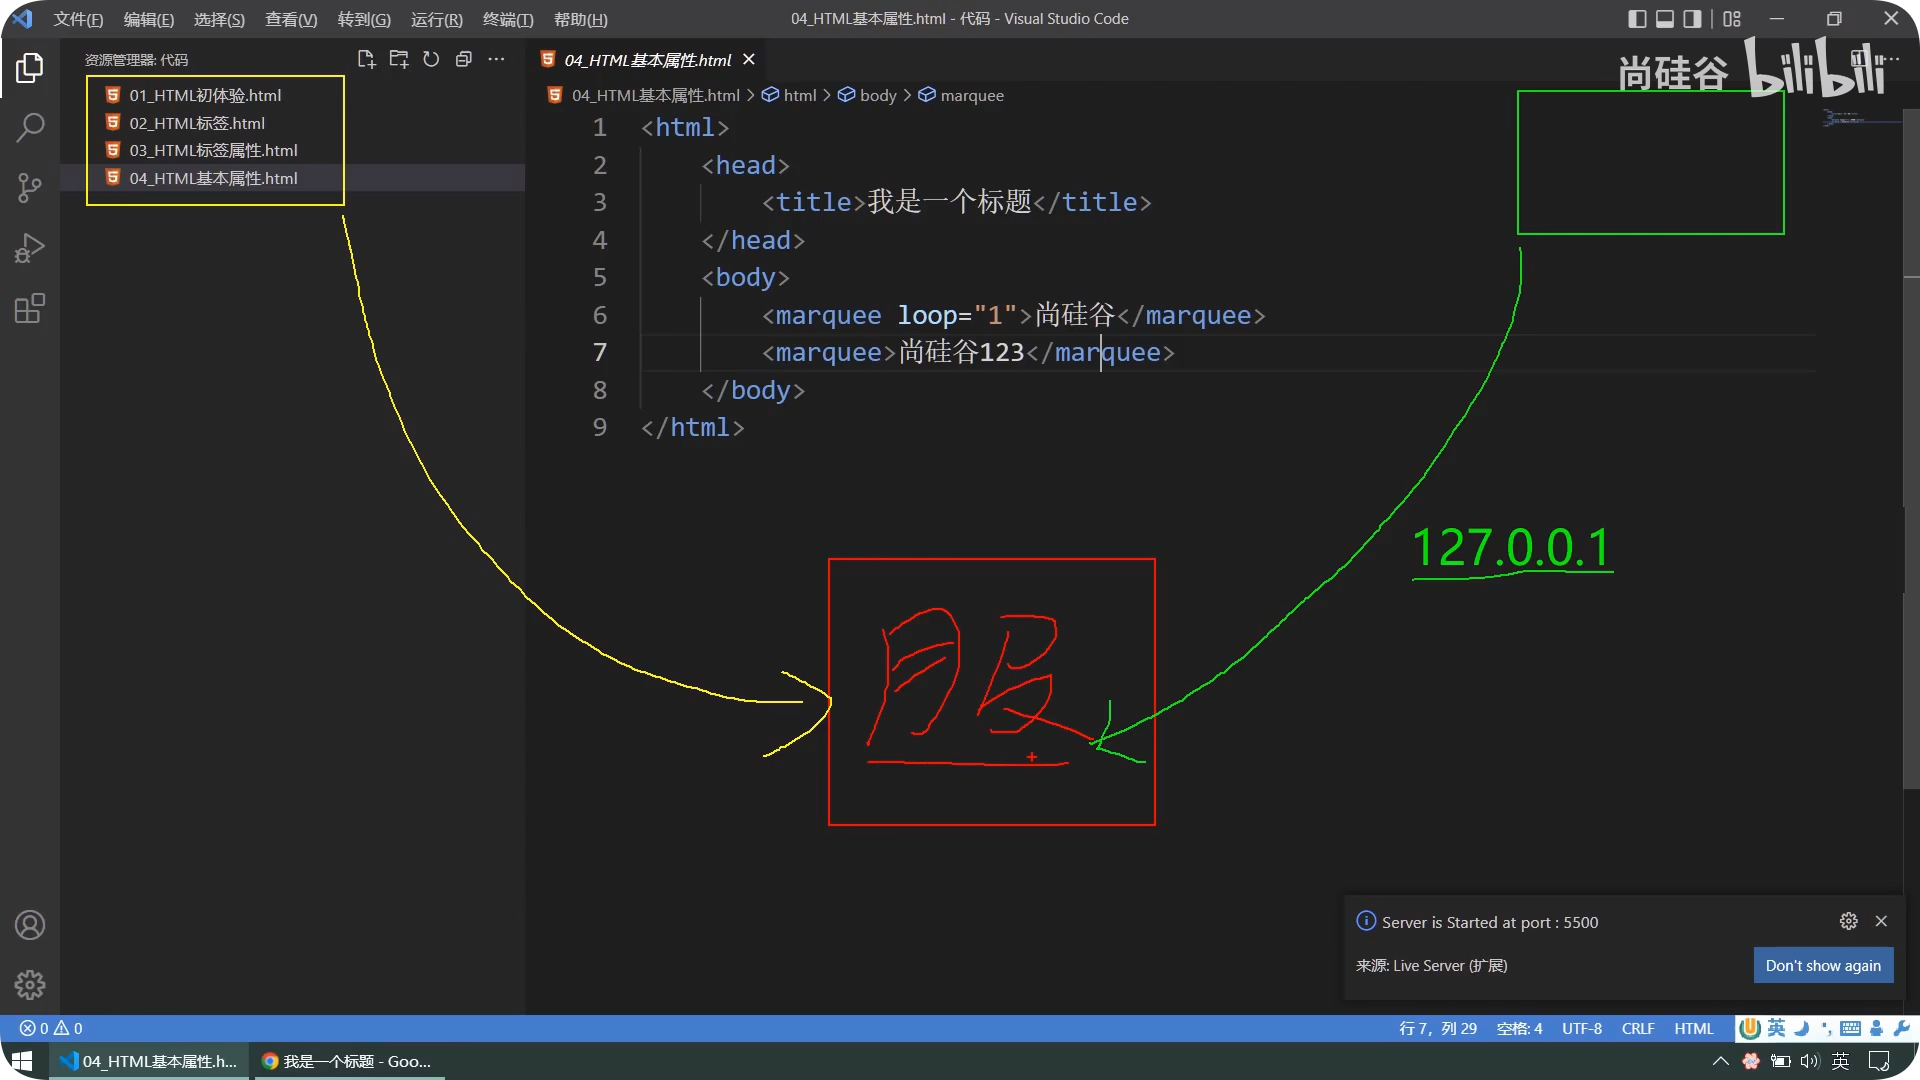 文件(F) 编辑(E) 选择(S) 查看(V) 转到(G) 运行(R) 终端(T) 帮助(H)
04_HTML基本属性.html - 代码 - Visual Studio Code
资源管理器: 代码
01_HTML初体验.html
02_HTML标签.html
03_HTML标签属性.html
04_HTML基本属性.html
04_HTML基本属性.html
尚硅谷 bilibili
04_HTML基本属性.html > html > body > marquee
1 <html>
2 <head>
3 <title>我是一个标题</title>
4 </head>
5 <body>
6 <marquee loop="1">尚硅谷</marquee>
7 <marquee>尚硅谷123</marquee>
8 </body>
9 </html>
127.0.0.1
服
Server is Started at port : 5500
来源: Live Server (扩展)
Don't show again
0 0
行 7，列 29 空格: 4 UTF-8 CRLF HTML
英
04_HTML基本属性.h...
我是一个标题 - Goo...
英